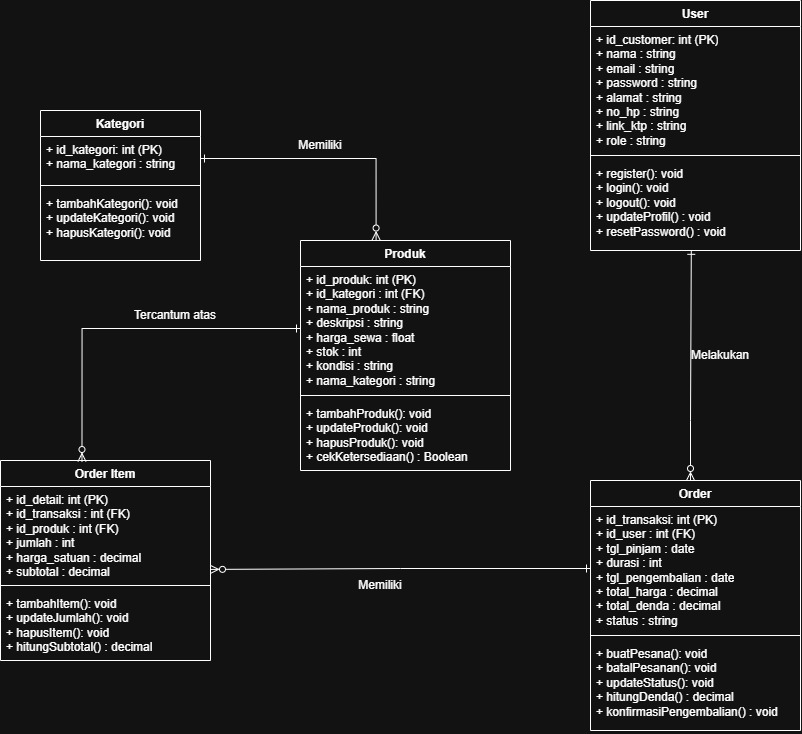 User
+ id_customer: int (PK)
+ nama : string
+ email : string
+ password : string
+ alamat : string
+ no_hp : string
+ link_ktp : string
+ role : string
+ register(): void
+ login(): void
+ logout(): void
+ updateProfil() : void
+ resetPassword() : void
Kategori
+ id_kategori: int (PK)
+ nama_kategori : string
+ tambahKategori(): void
+ updateKategori(): void
+ hapusKategori(): void
Memiliki
Produk
+ id_produk: int (PK)
+ id_kategori : int (FK)
+ nama_produk : string
+ deskripsi : string
+ harga_sewa : float
+ stok : int
+ kondisi : string
+ nama_kategori : string
+ tambahProduk(): void
+ updateProduk(): void
+ hapusProduk(): void
+ cekKetersediaan() : Boolean
Tercantum atas
Melakukan
Order Item
+ id_detail: int (PK)
+ id_transaksi : int (FK)
+ id_produk : int (FK)
+ jumlah : int
+ harga_satuan : decimal
+ subtotal : decimal
+ tambahItem(): void
+ updateJumlah(): void
+ hapusItem(): void
+ hitungSubtotal() : decimal
Memiliki
Order
+ id_transaksi: int (PK)
+ id_user : int (FK)
+ tgl_pinjam : date
+ durasi : int
+ tgl_pengembalian : date
+ total_harga : decimal
+ total_denda : decimal
+ status : string
+ buatPesana(): void
+ batalPesanan(): void
+ updateStatus(): void
+ hitungDenda() : decimal
+ konfirmasiPengembalian() : void